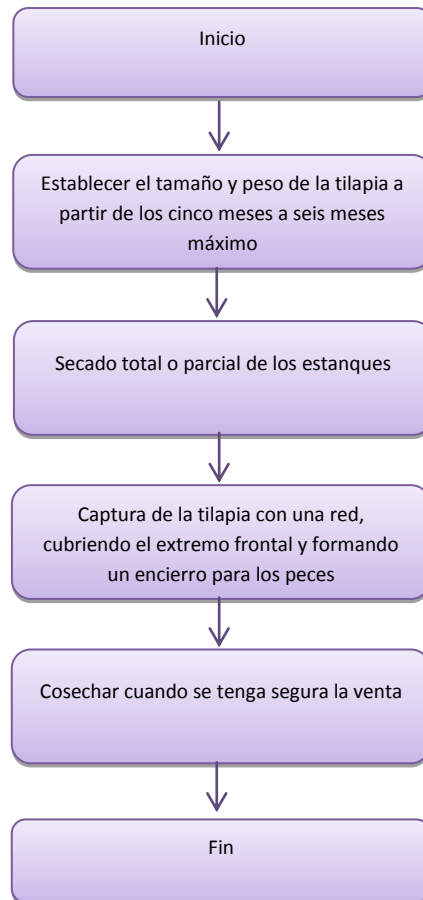 Inicio
Establecer el tamaño y peso de la tilapia a
partir de los cinco meses a seis meses
máximo
Secado total o parcial de los estanques
Captura de la tilapia con una red,
cubriendo el extremo frontal y formando
un encierro para los peces
Cosechar cuando se tenga segura la venta
Fin